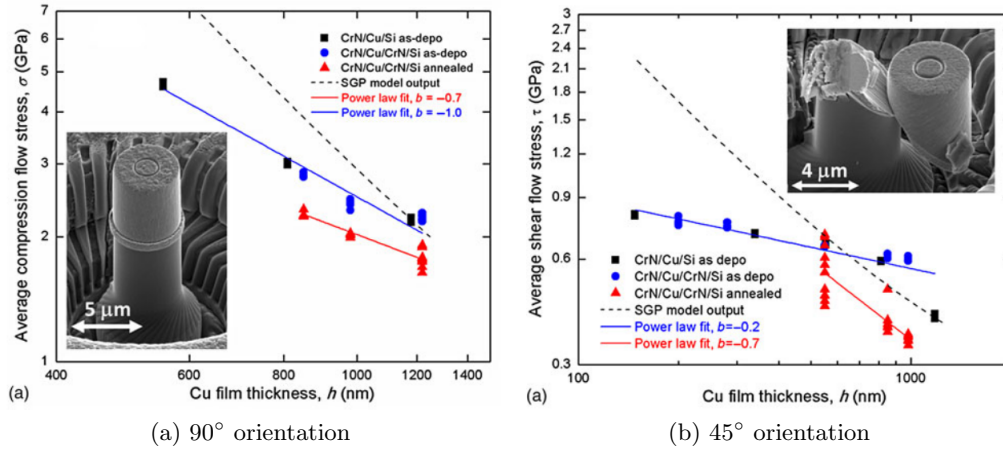 (a)
7
6
5
4
3
2
1
Average compression flow stress, σ (GPa)
CrN/Cu/Si as-depo
CrN/Cu/CrN/Si as-depo
CrN/Cu/CrN/Si annealed
SGP model output
Power law fit, b = −0.7
Power law fit, b = −1.0
5 μm
400 600 800 1000 1200 1400
(a) Cu film thickness, h (nm)
(a) 90° orientation
(b)
3
2.7
2.4
2.1
1.8
1.5
1.2
0.9
0.6
0.3
Average shear flow stress, τ (GPa)
4 μm
CrN/Cu/Si as depo
CrN/Cu/CrN/Si as depo
CrN/Cu/CrN/Si annealed
SGP model output
Power law fit, b=−0.2
Power law fit, b=−0.7
100 1000
(a) Cu film thickness, h (nm)
(b) 45° orientation